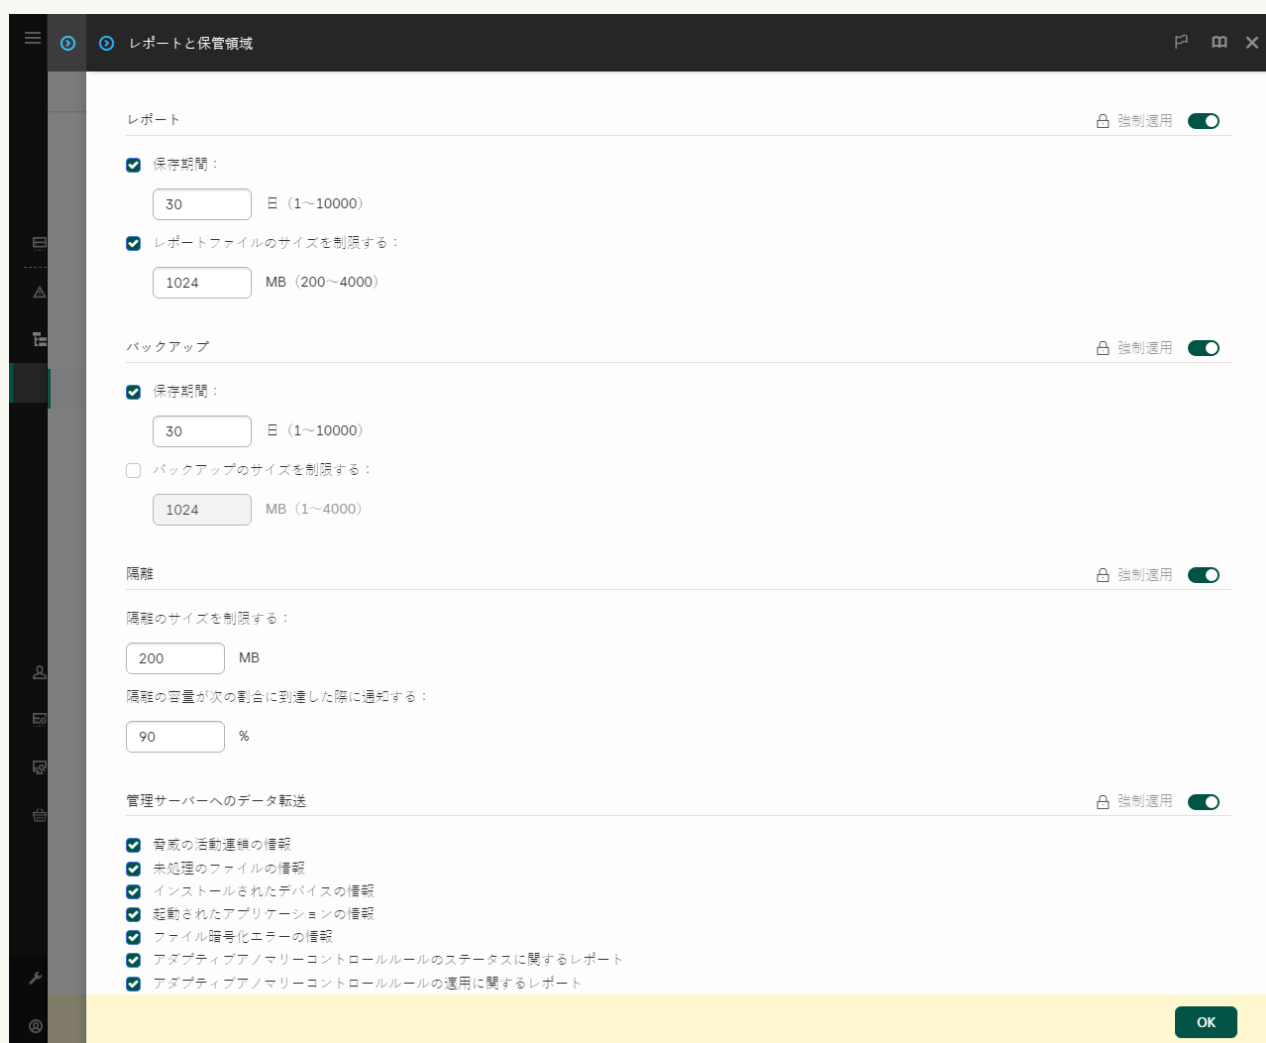 レポートと保管領域
レポート
強制適用
保存期間：
30 日（1～10000）
レポートファイルのサイズを制限する：
1024 MB（200～4000）
バックアップ
強制適用
保存期間：
30 日（1～10000）
バックアップのサイズを制限する：
1024 MB（1～4000）
隔離
強制適用
隔離のサイズを制限する：
200 MB
隔離の容量が次の割合に到達した際に通知する：
90 %
管理サーバーへのデータ転送
強制適用
脅威の活動連鎖の情報
未処理のファイルの情報
インストールされたデバイスの情報
起動されたアプリケーションの情報
ファイル暗号化エラーの情報
アダプティブアノマリーコントロールルールのステータスに関するレポート
アダプティブアノマリーコントロールルールの適用に関するレポート
OK